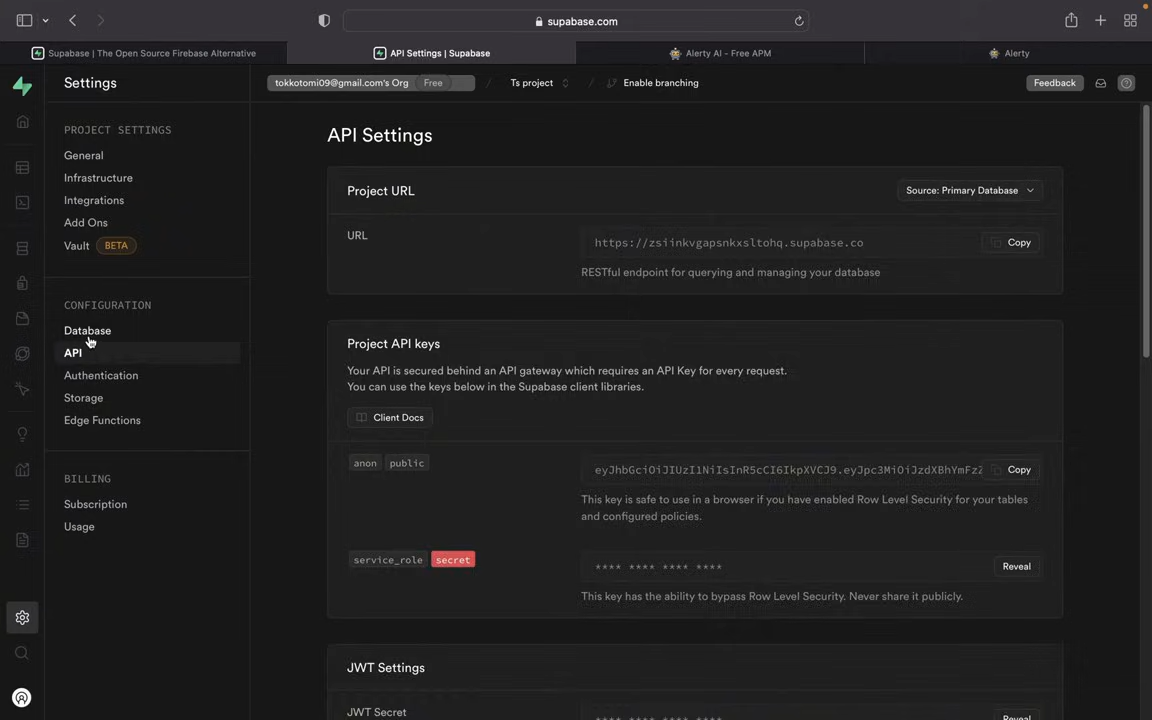 supabase.com
Supabase | The Open Source Firebase Alternative
API Settings | Supabase
Alerty AI - Free APM
Alerty
Settings
tokkotomi09@gmail.com's Org Free / Ts project / Enable branching
Feedback
PROJECT SETTINGS
General
Infrastructure
Integrations
Add Ons
Vault BETA
CONFIGURATION
Database
API
Authentication
Storage
Edge Functions
BILLING
Subscription
Usage
API Settings
Project URL
Source: Primary Database
URL
https://zsiinkvgapsnkxsltohq.supabase.co
Copy
RESTful endpoint for querying and managing your database
Project API keys
Your API is secured behind an API gateway which requires an API Key for every request.
You can use the keys below in the Supabase client libraries.
Client Docs
anon public
eyJhbGciOiJIUzI1NiIsInR5cCI6IkpXVCJ9.eyJpc3MiOiJzdXBhYmFzZ
Copy
This key is safe to use in a browser if you have enabled Row Level Security for your tables
and configured policies.
service_role secret
**** **** **** ****
Reveal
This key has the ability to bypass Row Level Security. Never share it publicly.
JWT Settings
JWT Secret
**** **** **** ****
Reveal